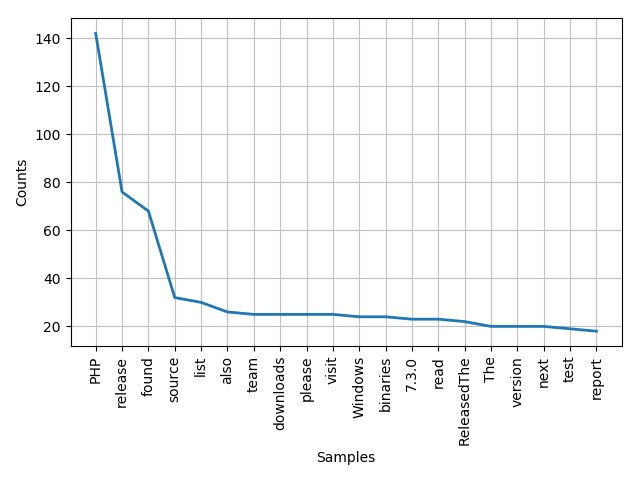 140
120
100
80
60
40
20
Counts
PHP
release
found
source
list
also
team
downloads
please
visit
Windows
binaries
7.3.0
read
ReleasedThe
The
version
next
test
report
Samples